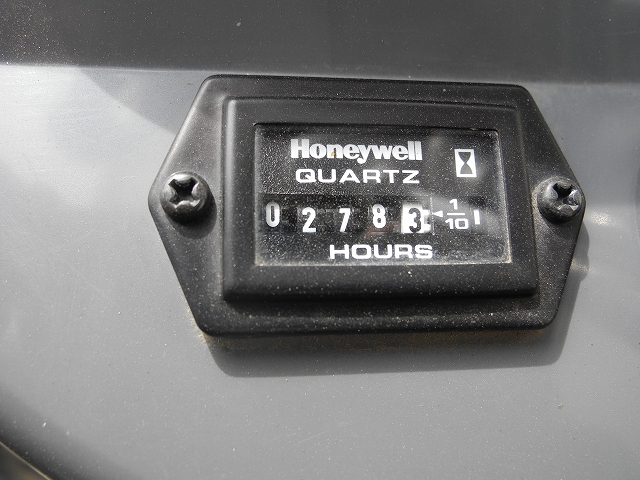 Honeywell
QUARTZ
0 2 7 8 3 1/10
HOURS